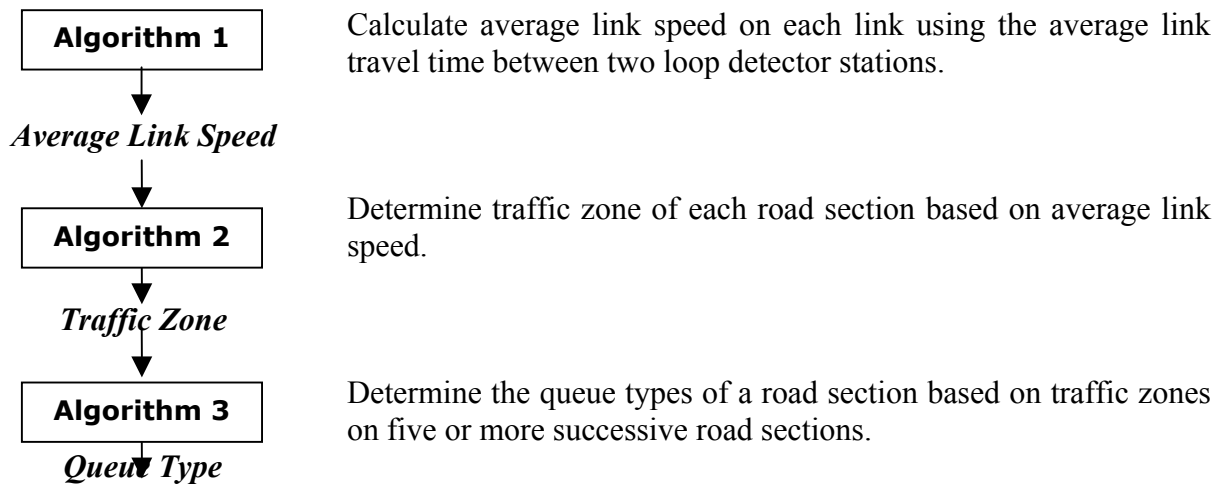 Algorithm 1
Calculate average link speed on each link using the average link
travel time between two loop detector stations.
Average Link Speed
Algorithm 2
Determine traffic zone of each road section based on average link
speed.
Traffic Zone
Algorithm 3
Determine the queue types of a road section based on traffic zones
on five or more successive road sections.
Queue Type